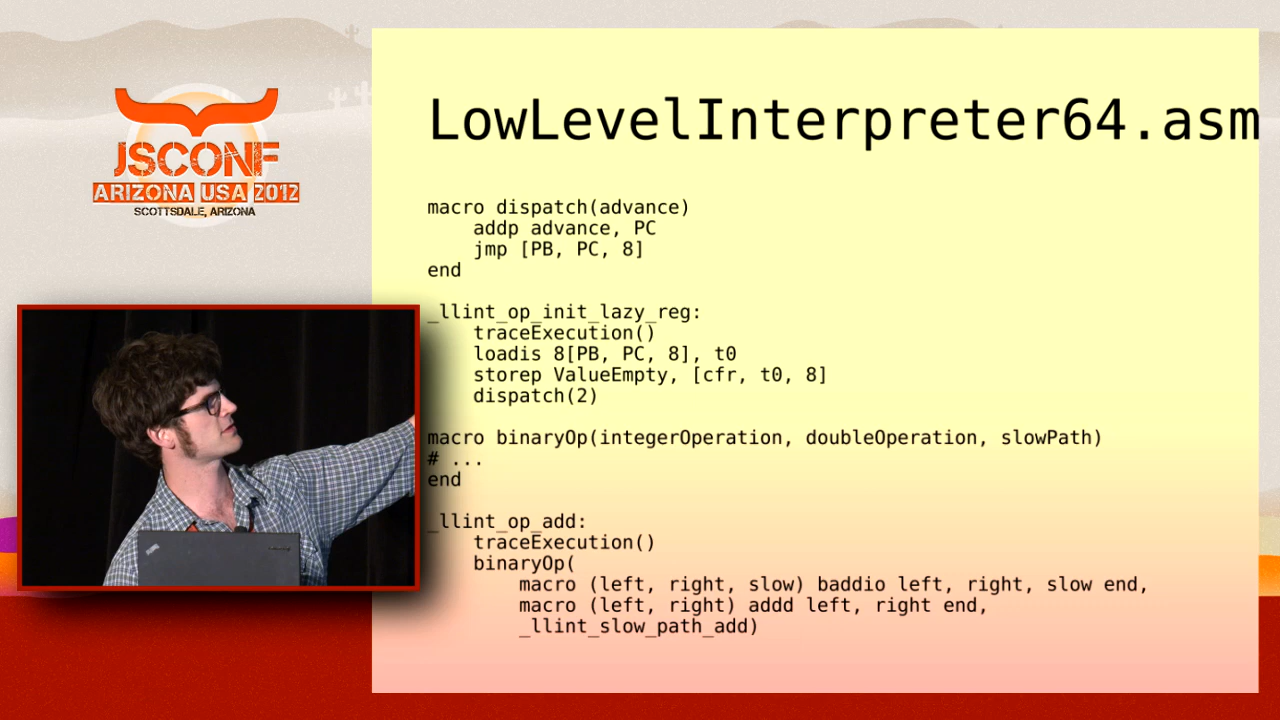 JSCONF
ARIZONA USA 2012
SCOTTSDALE, ARIZONA
LowLevelInterpreter64.asm
macro dispatch(advance)
    addp advance, PC
    jmp [PB, PC, 8]
end
_llint_op_init_lazy_reg:
    traceExecution()
    loadis 8[PB, PC, 8], t0
    storep ValueEmpty, [cfr, t0, 8]
    dispatch(2)
macro binaryOp(integerOperation, doubleOperation, slowPath)
# ...
end
_llint_op_add:
    traceExecution()
    binaryOp(
        macro (left, right, slow) baddio left, right, slow end,
        macro (left, right) addd left, right end,
        _llint_slow_path_add)